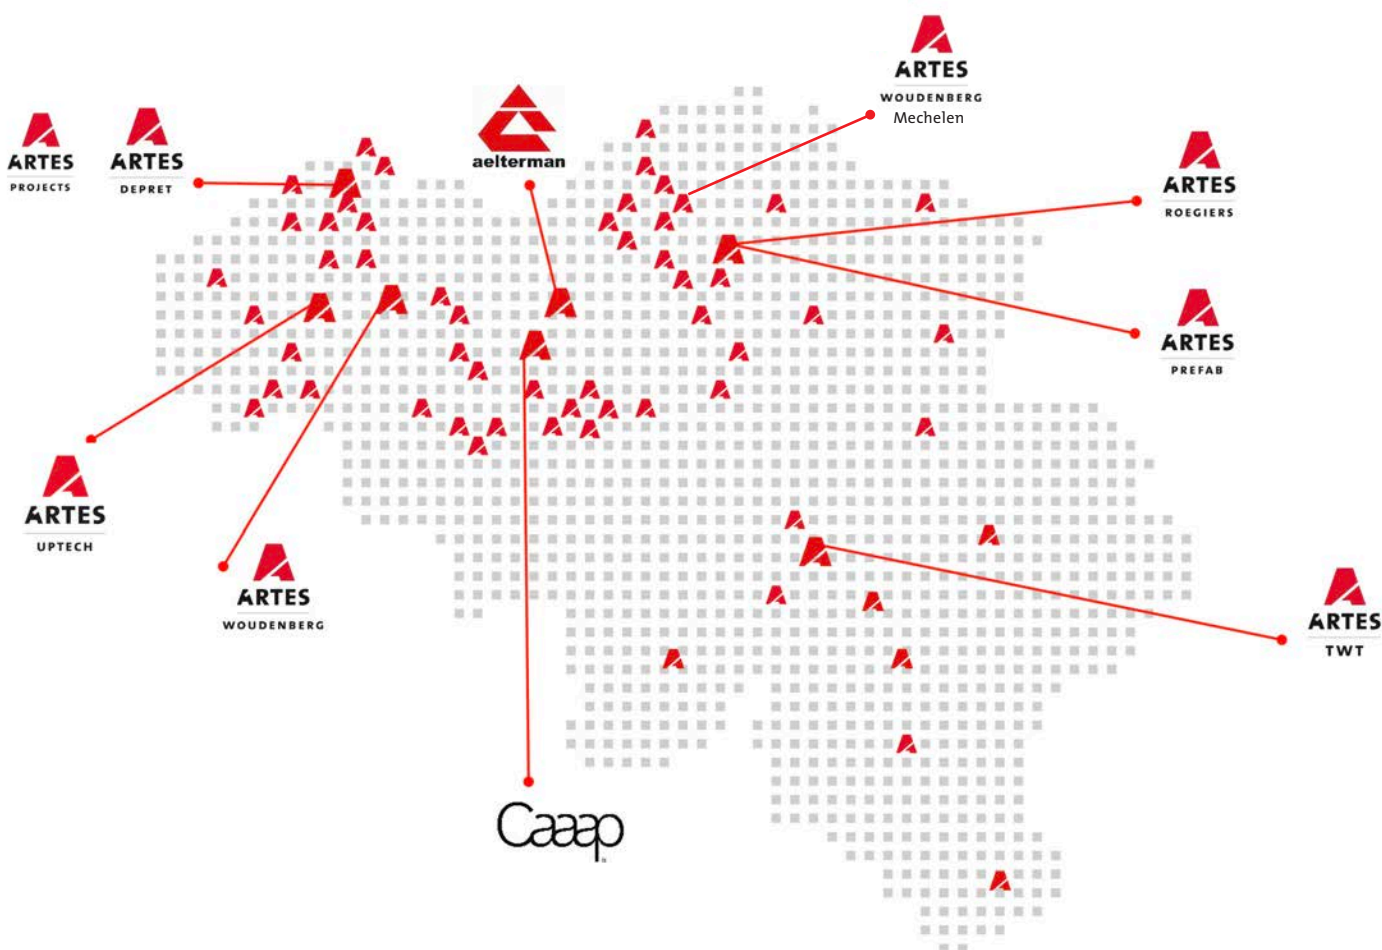 ARTES
WOUDENBERG
Mechelen
ARTES
PROJECTS
ARTES
DEPRET
aelterman
ARTES
ROEGIERS
ARTES
PREFAB
ARTES
UPTECH
ARTES
WOUDENBERG
ARTES
TWT
Caaap